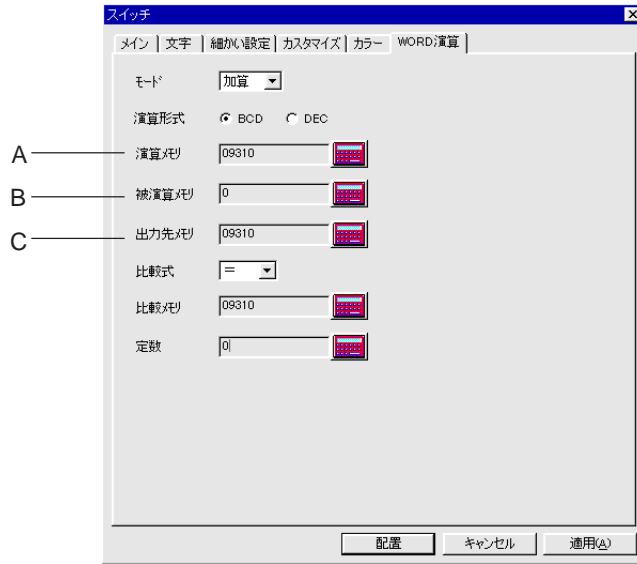 スイッチ
メイン 文字 細かい設定 カスタマイズ カラー WORD演算
モード 加算
演算形式 BCD DEC
A 演算メモリ 09310
B 被演算メモリ 0
C 出力先メモリ 09310
比較式 =
比較メモリ 09310
定数 0
配置 キャンセル 適用(A)